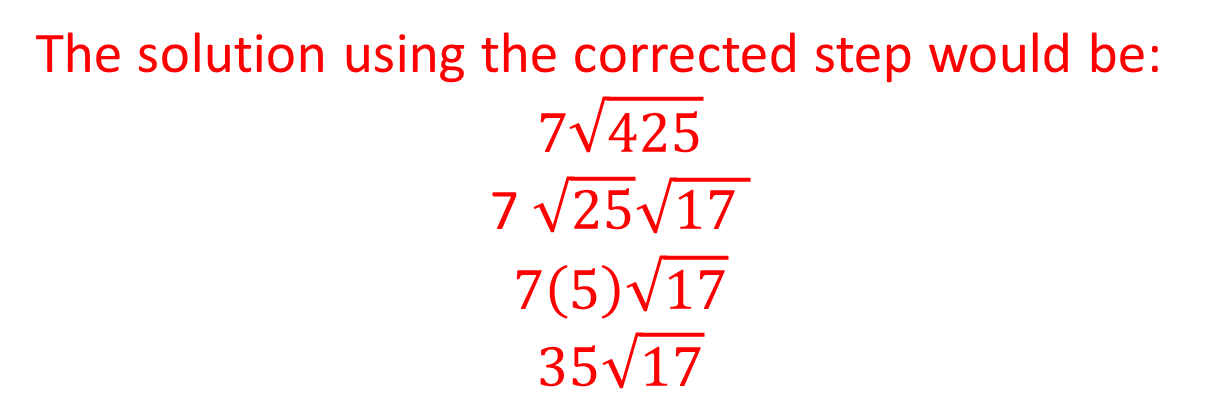 The solution using the corrected step would be:
7√425
7 √25√17
7(5)√17
35√17